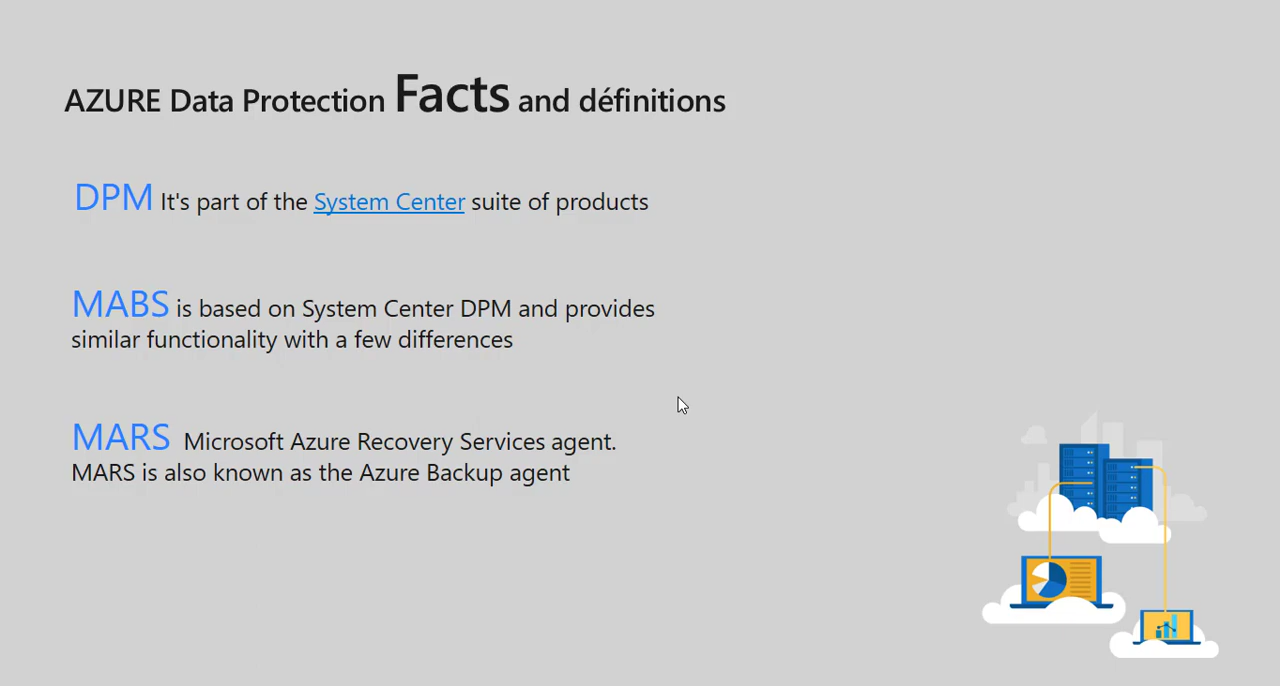 AZURE Data Protection Facts and définitions
DPM It's part of the System Center suite of products
MABS is based on System Center DPM and provides
similar functionality with a few differences
MARS Microsoft Azure Recovery Services agent.
MARS is also known as the Azure Backup agent